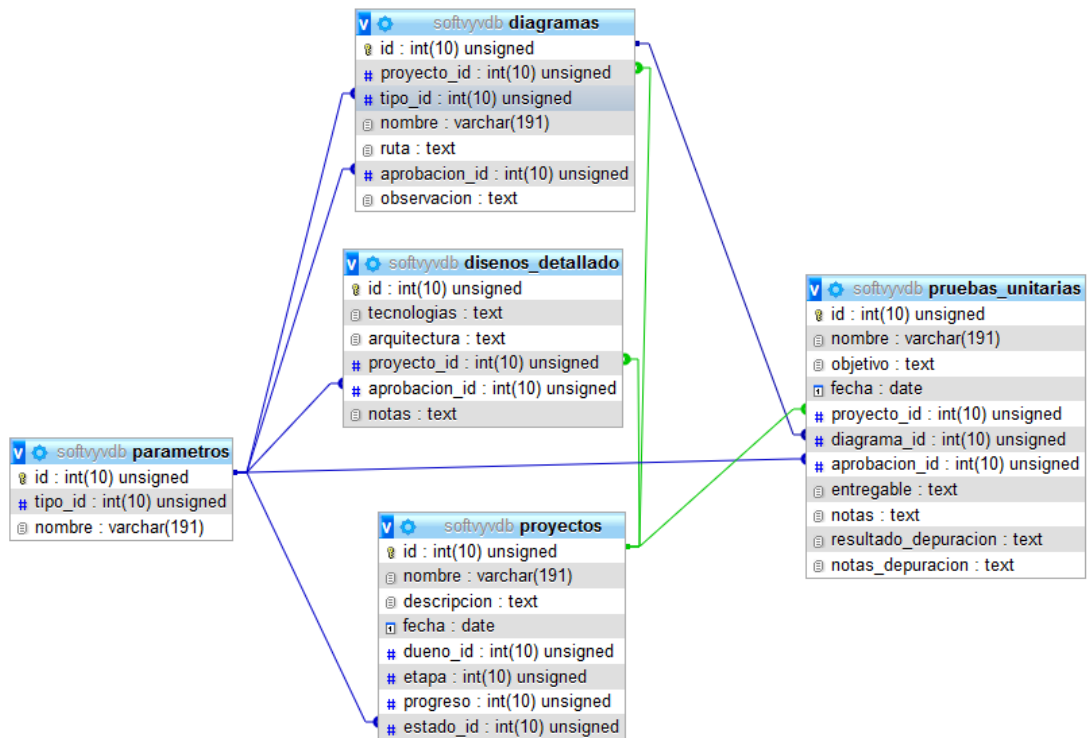 softvyvdb diagramas
id : int(10) unsigned
proyecto_id : int(10) unsigned
tipo_id : int(10) unsigned
nombre : varchar(191)
ruta : text
aprobacion_id : int(10) unsigned
observacion : text
softvyvdb disenos_detallado
id : int(10) unsigned
tecnologias : text
arquitectura : text
proyecto_id : int(10) unsigned
aprobacion_id : int(10) unsigned
notas : text
softvyvdb pruebas_unitarias
id : int(10) unsigned
nombre : varchar(191)
objetivo : text
fecha : date
proyecto_id : int(10) unsigned
diagrama_id : int(10) unsigned
aprobacion_id : int(10) unsigned
entregable : text
notas : text
resultado_depuracion : text
notas_depuracion : text
softvyvdb parametros
id : int(10) unsigned
tipo_id : int(10) unsigned
nombre : varchar(191)
softvyvdb proyectos
id : int(10) unsigned
nombre : varchar(191)
descripcion : text
fecha : date
dueno_id : int(10) unsigned
etapa : int(10) unsigned
progreso : int(10) unsigned
estado_id : int(10) unsigned